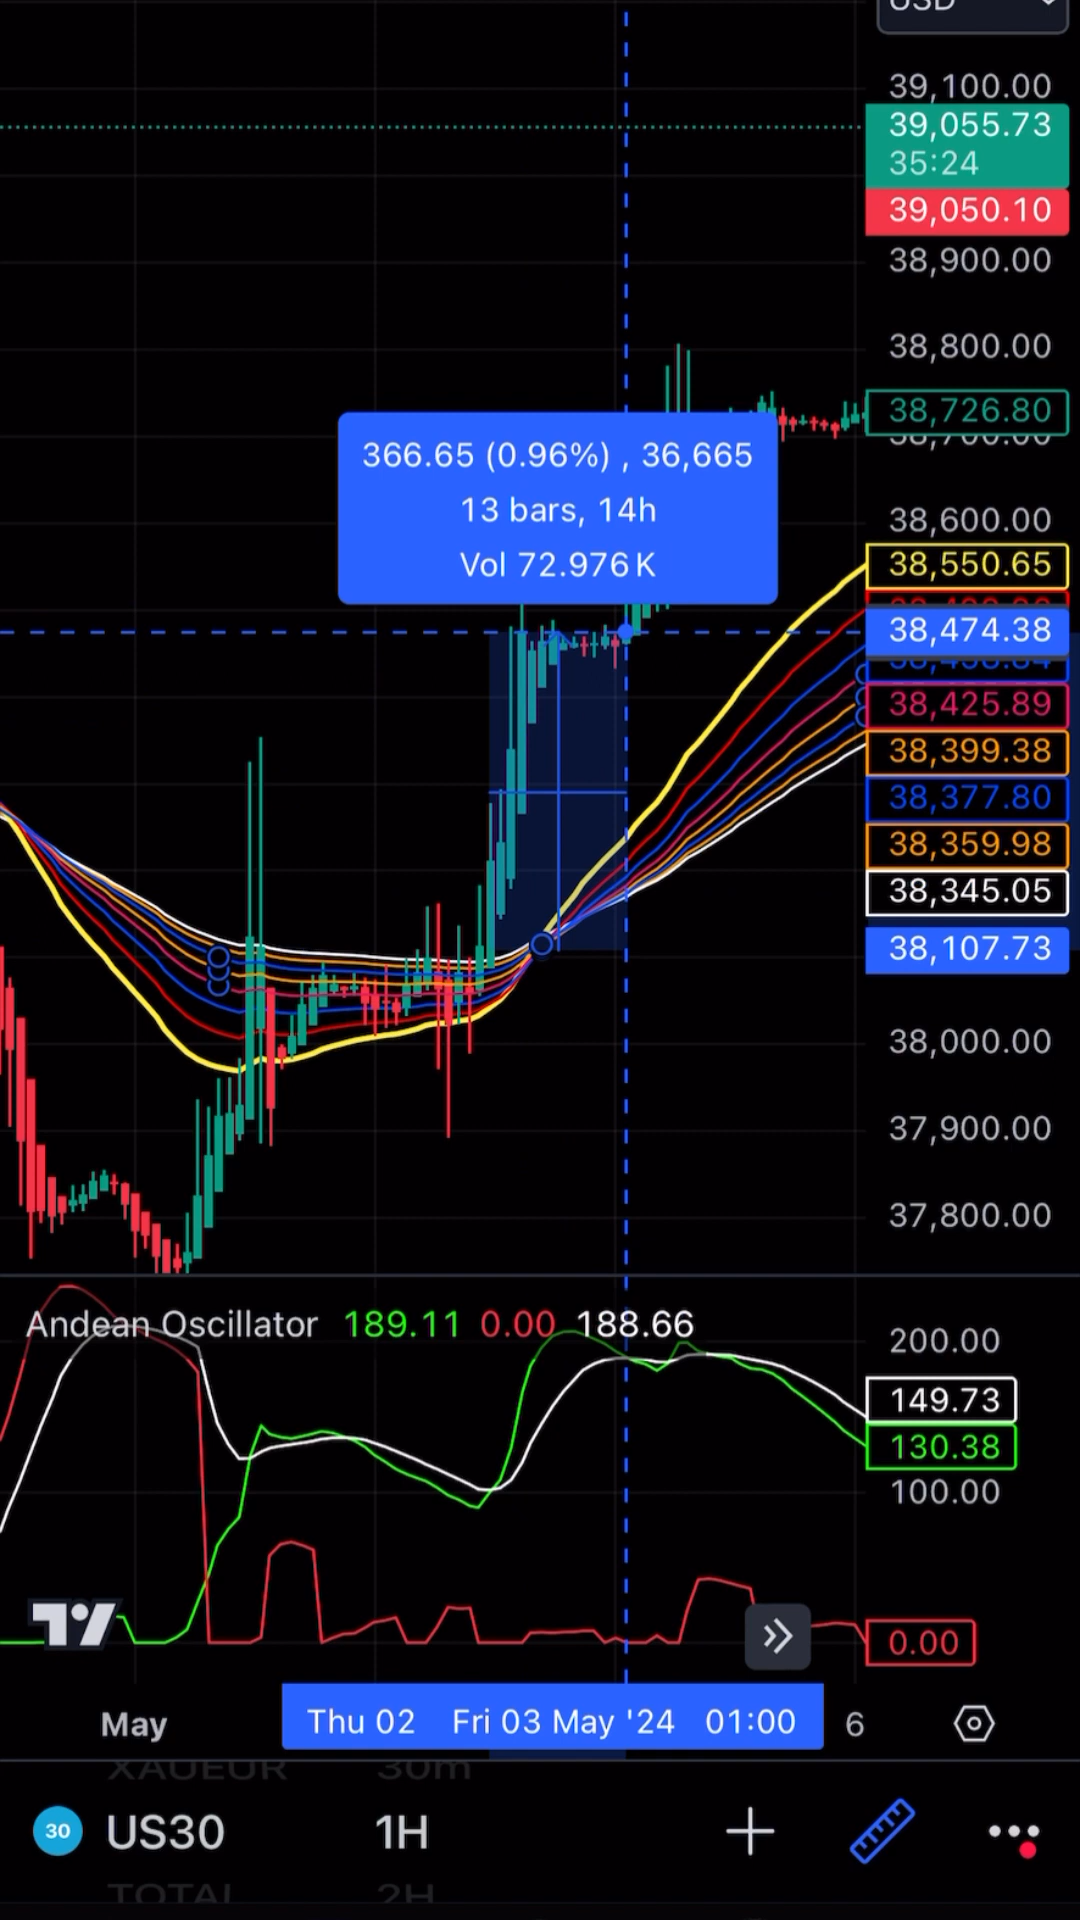 USD
39,100.00
39,055.73
35:24
39,050.10
38,900.00
38,800.00
38,726.80
38,700.00
366.65 (0.96%) , 36,665
13 bars, 14h
Vol 72.976 K
38,600.00
38,550.65
38,474.38
38,425.89
38,399.38
38,377.80
38,359.98
38,345.05
38,107.73
38,000.00
37,900.00
37,800.00
Andean Oscillator 189.11 0.00 188.66
200.00
149.73
130.38
100.00
0.00
May Thu 02 Fri 03 May '24 01:00 6
XAUEUR 30m
30 US30 1H
TOTAL 2H